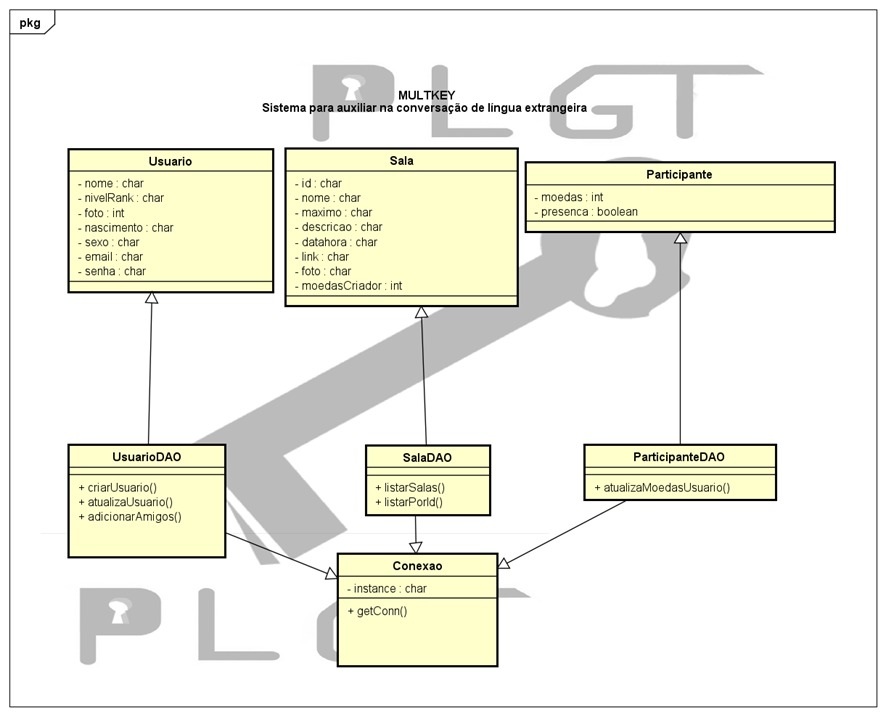 pkg
PLGT
MULTKEY
Sistema para auxiliar na conversação de língua extrangeira
Usuario
- nome : char
- nivelRank : char
- foto : int
- nascimento : char
- sexo : char
- email : char
- senha : char
Sala
- id : char
- nome : char
- maximo : char
- descricao : char
- datahora : char
- link : char
- foto : char
- moedasCriador : int
Participante
- moedas : int
- presenca : boolean
UsuarioDAO
+ criarUsuario()
+ atualizaUsuario()
+ adicionarAmigos()
SalaDAO
+ listarSalas()
+ listarPorId()
ParticipanteDAO
+ atualizaMoedasUsuario()
Conexao
- instance : char
+ getConn()